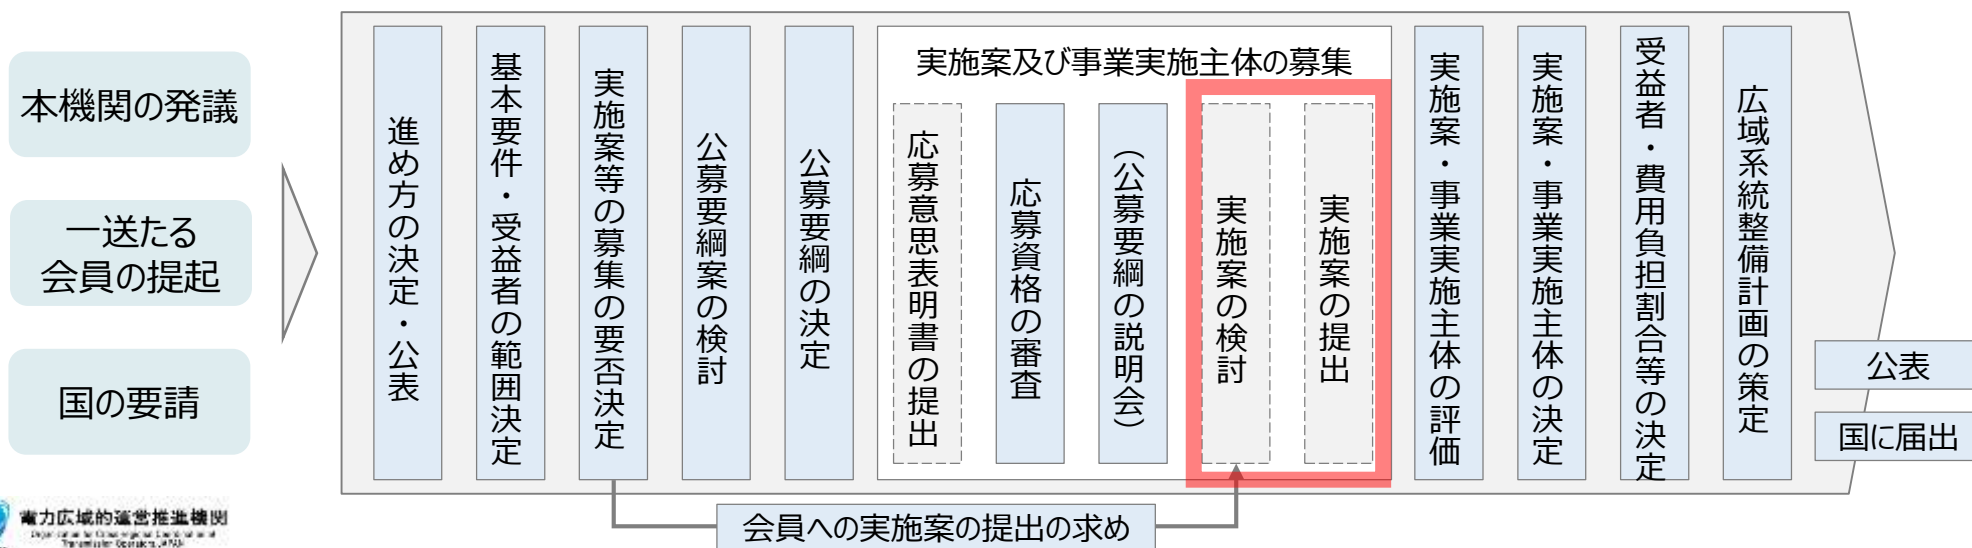 本機関の発議
一送たる
会員の提起
国の要請
進め方の決定・公表
基本要件・受益者の範囲決定
実施案等の募集の要否決定
公募要綱案の検討
公募要綱の決定
実施案及び事業実施主体の募集
応募意思表明書の提出
応募資格の審査
（公募要綱の説明会）
実施案の検討
実施案の提出
実施案・事業実施主体の評価
実施案・事業実施主体の決定
受益者・費用負担割合等の決定
広域系統整備計画の策定
公表
国に届出
会員への実施案の提出の求め
電力広域的運営推進機関
Organization for Cross-regional Coordination of
Transmission Operators, JAPAN